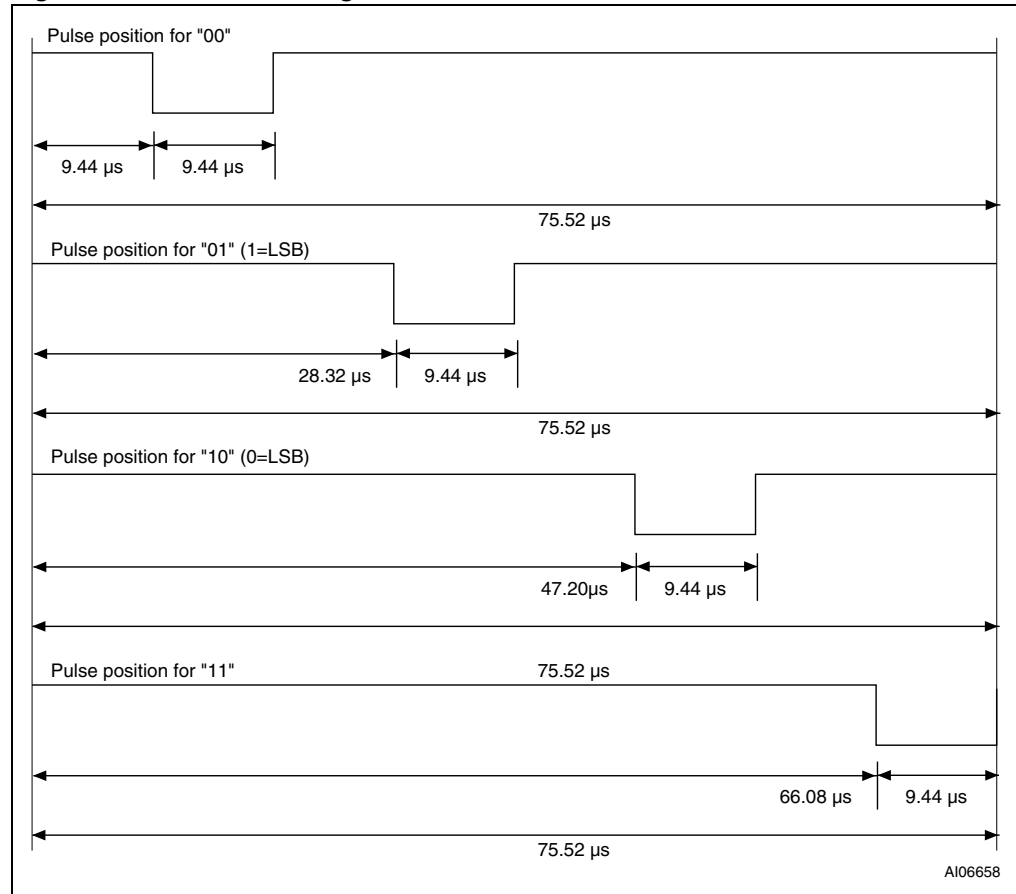 Pulse position for "00"
9.44 µs 9.44 µs
75.52 µs
Pulse position for "01" (1=LSB)
28.32 µs 9.44 µs
75.52 µs
Pulse position for "10" (0=LSB)
47.20µs 9.44 µs
Pulse position for "11" 75.52 µs
66.08 µs 9.44 µs
75.52 µs
AI06658